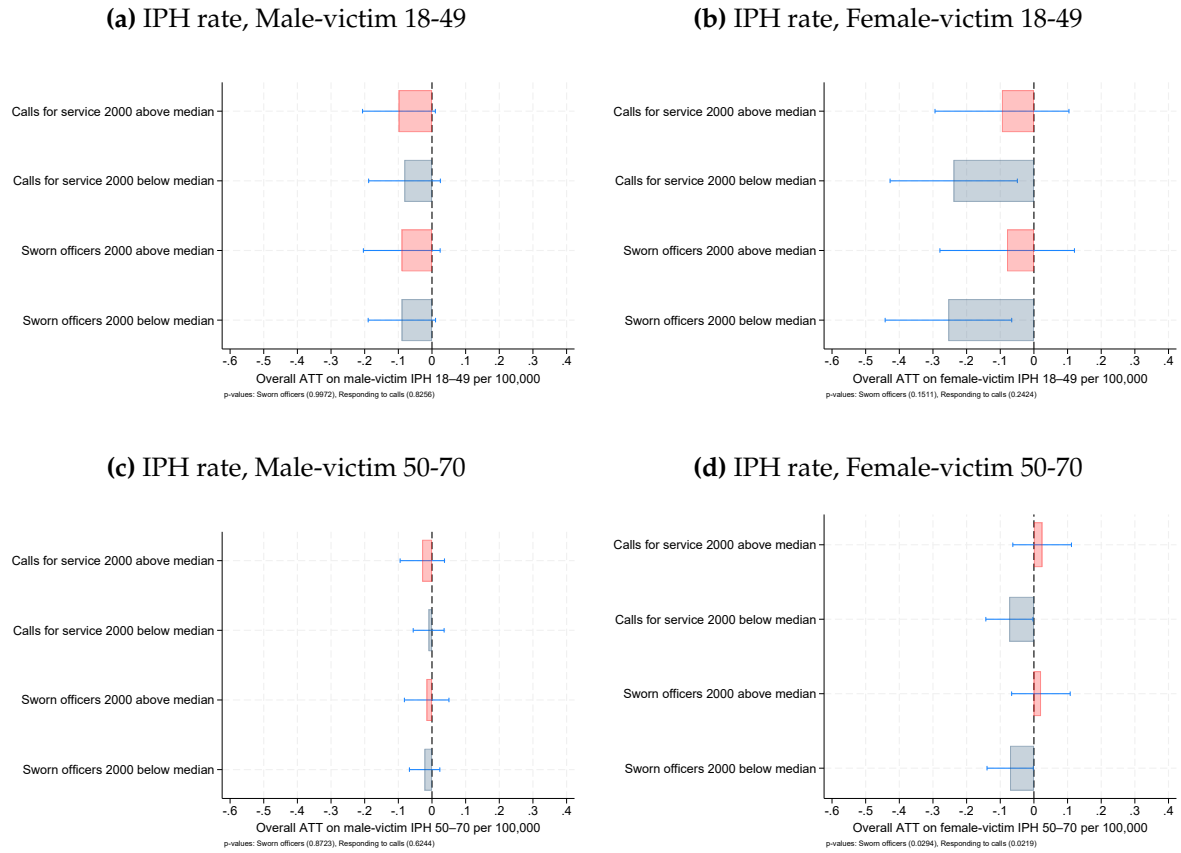 (a) IPH rate, Male-victim 18-49
Calls for service 2000 above median
Calls for service 2000 below median
Sworn officers 2000 above median
Sworn officers 2000 below median
-.6 -.5 -.4 -.3 -.2 -.1 0 .1 .2 .3 .4
Overall ATT on male-victim IPH 18–49 per 100,000
p-values: Sworn officers (0.9972), Responding to calls (0.8256)
(b) IPH rate, Female-victim 18-49
Calls for service 2000 above median
Calls for service 2000 below median
Sworn officers 2000 above median
Sworn officers 2000 below median
-.6 -.5 -.4 -.3 -.2 -.1 0 .1 .2 .3 .4
Overall ATT on female-victim IPH 18–49 per 100,000
p-values: Sworn officers (0.1511), Responding to calls (0.2424)
(c) IPH rate, Male-victim 50-70
Calls for service 2000 above median
Calls for service 2000 below median
Sworn officers 2000 above median
Sworn officers 2000 below median
-.6 -.5 -.4 -.3 -.2 -.1 0 .1 .2 .3 .4
Overall ATT on male-victim IPH 50–70 per 100,000
p-values: Sworn officers (0.8723), Responding to calls (0.6244)
(d) IPH rate, Female-victim 50-70
Calls for service 2000 above median
Calls for service 2000 below median
Sworn officers 2000 above median
Sworn officers 2000 below median
-.6 -.5 -.4 -.3 -.2 -.1 0 .1 .2 .3 .4
Overall ATT on female-victim IPH 50–70 per 100,000
p-values: Sworn officers (0.0294), Responding to calls (0.0219)